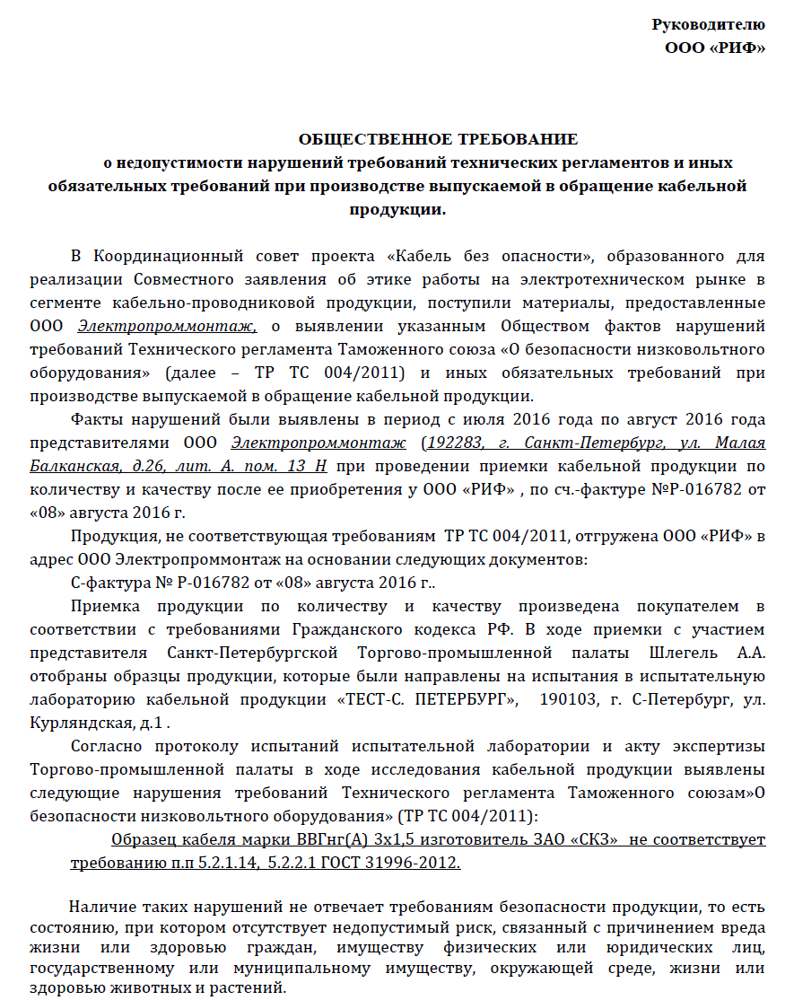 Руководителю
ООО «РИФ»
ОБЩЕСТВЕННОЕ ТРЕБОВАНИЕ
о недопустимости нарушений требований технических регламентов и иных
обязательных требований при производстве выпускаемой в обращение кабельной
продукции.
В Координационный совет проекта «Кабель без опасности», образованного для
реализации Совместного заявления об этике работы на электротехническом рынке в
сегменте кабельно-проводниковой продукции, поступили материалы, предоставленные
ООО Электропроммонтаж, о выявлении указанным Обществом фактов нарушений
требований Технического регламента Таможенного союза «О безопасности низковольтного
оборудования» (далее – ТР ТС 004/2011) и иных обязательных требований при
производстве выпускаемой в обращение кабельной продукции.
Факты нарушений были выявлены в период с июля 2016 года по август 2016 года
представителями ООО Электропроммонтаж (192283, г. Санкт-Петербург, ул. Малая
Балканская, д.26, лит. А. пом. 13 Н при проведении приемки кабельной продукции по
количеству и качеству после ее приобретения у ООО «РИФ» , по сч.-фактуре №Р-016782 от
«08» августа 2016 г.
Продукция, не соответствующая требованиям ТР ТС 004/2011, отгружена ООО «РИФ» в
адрес ООО Электропроммонтаж на основании следующих документов:
С-фактура № Р-016782 от «08» августа 2016 г..
Приемка продукции по количеству и качеству произведена покупателем в
соответствии с требованиями Гражданского кодекса РФ. В ходе приемки с участием
представителя Санкт-Петербургской Торгово-промышленной палаты Шлегель А.А.
отобраны образцы продукции, которые были направлены на испытания в испытательную
лабораторию кабельной продукции «ТЕСТ-С. ПЕТЕРБУРГ», 190103, г. С-Петербург, ул.
Курляндская, д.1 .
Согласно протоколу испытаний испытательной лаборатории и акту экспертизы
Торгово-промышленной палаты в ходе исследования кабельной продукции выявлены
следующие нарушения требований Технического регламента Таможенного союзам»О
безопасности низковольтного оборудования» (ТР ТС 004/2011):
Образец кабеля марки ВВГнг(А) 3х1,5 изготовитель ЗАО «СКЗ» не соответствует
требованию п.п 5.2.1.14, 5.2.2.1 ГОСТ 31996-2012.
Наличие таких нарушений не отвечает требованиям безопасности продукции, то есть
состоянию, при котором отсутствует недопустимый риск, связанный с причинением вреда
жизни или здоровью граждан, имуществу физических или юридических лиц,
государственному или муниципальному имуществу, окружающей среде, жизни или
здоровью животных и растений.